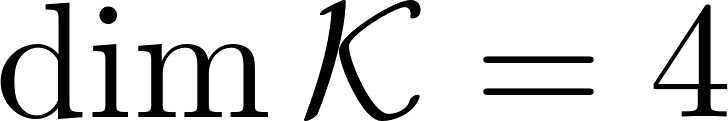 dim 𝒦 = 4